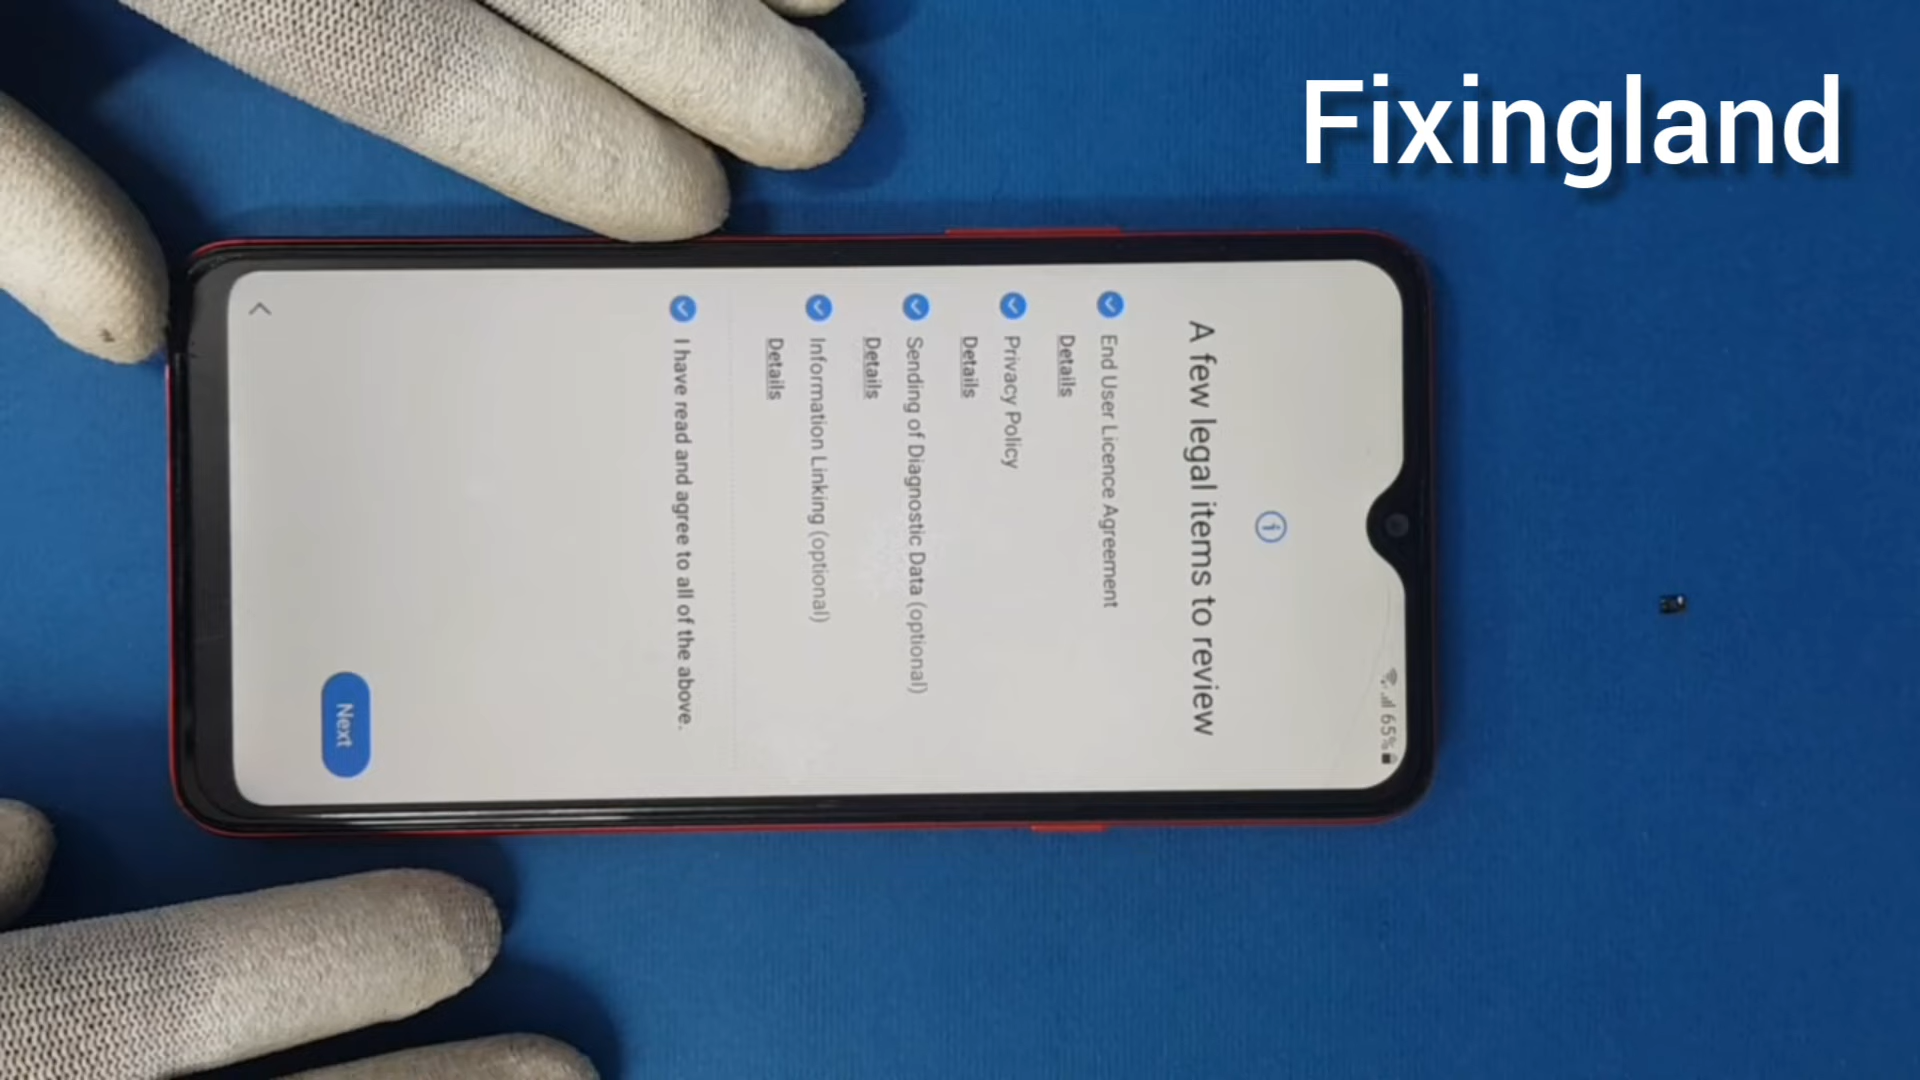 Fixingland
65%
A few legal items to review
End User Licence Agreement
Details
Privacy Policy
Details
Sending of Diagnostic Data (optional)
Details
Information Linking (optional)
Details
I have read and agree to all of the above.
Next